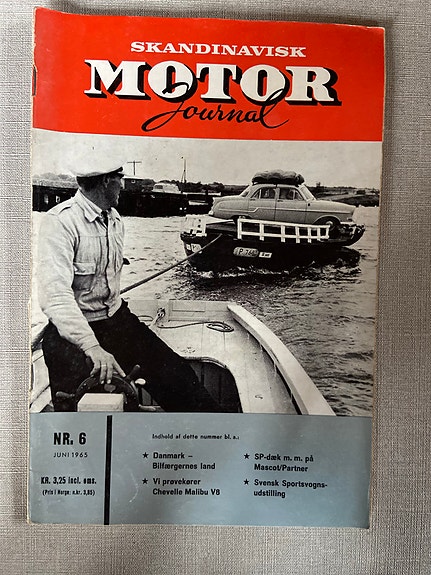 SKANDINAVISK
MOTOR
Journal
NR. 6
JUNI 1965
KR. 3,25 incl. oms.
(Pris i Norge: n.kr. 3,85)
Indhold af dette nummer bl. a.:
★ Danmark –
Bilfærgernes land
★ Vi prøvekører
Chevelle Malibu V8
★ SP-dæk m. m. på
Mascot/Partner
★ Svensk Sportsvogns-
udstilling